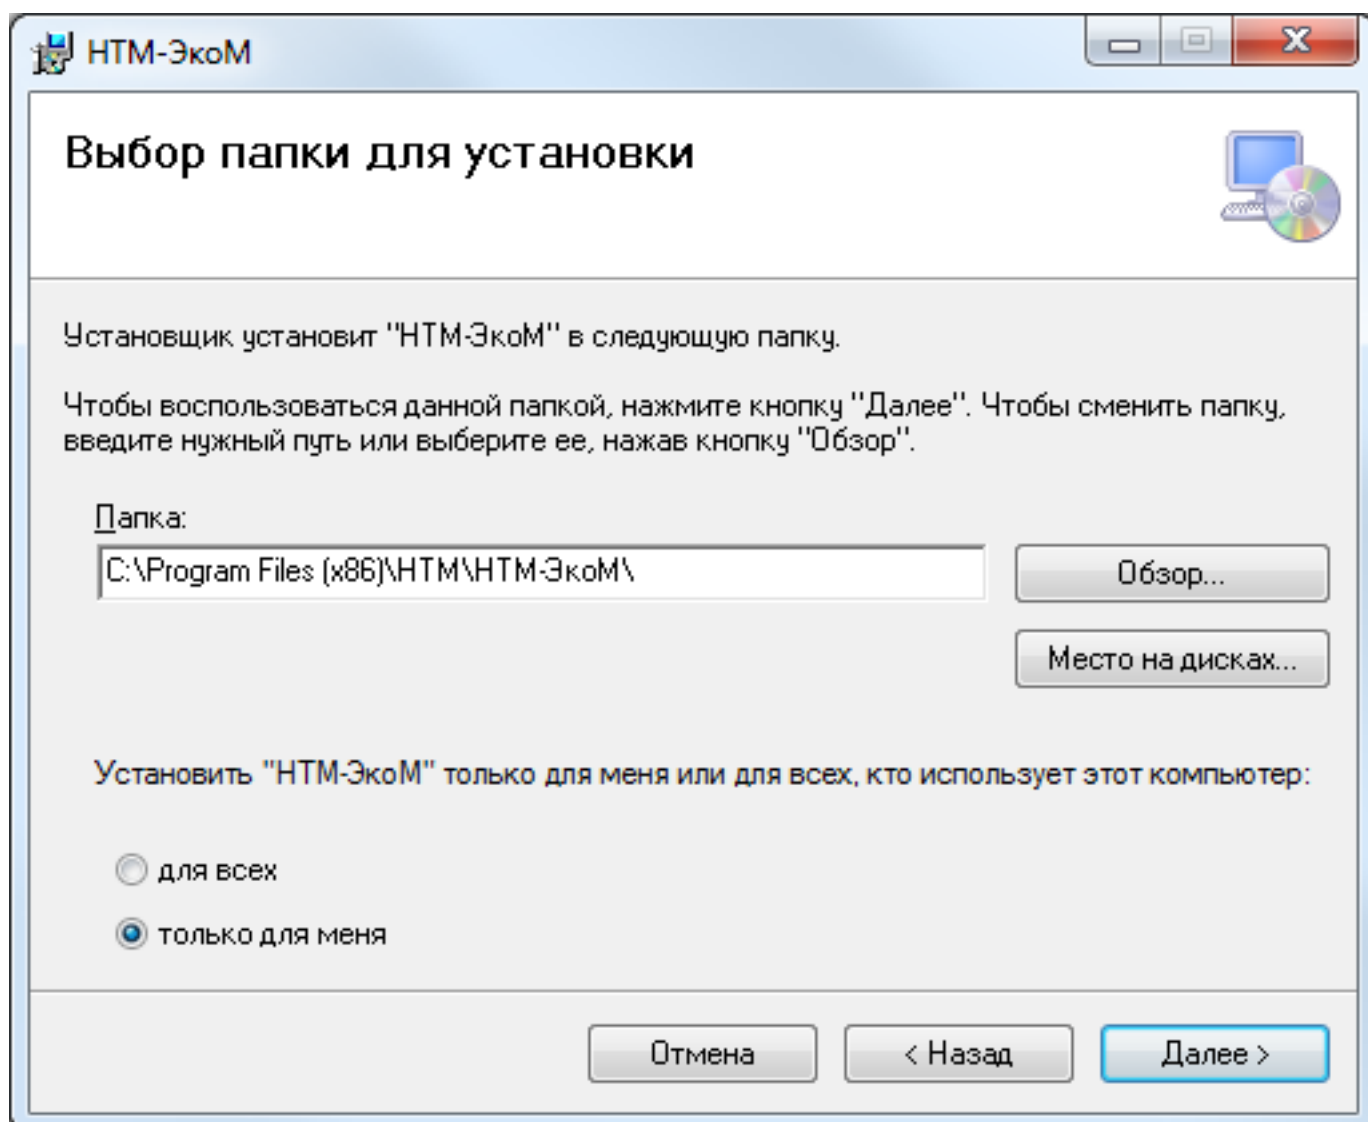 НТМ-ЭкоМ
Выбор папки для установки
Установщик установит "НТМ-ЭкоМ" в следующую папку.
Чтобы воспользоваться данной папкой, нажмите кнопку "Далее". Чтобы сменить папку,
введите нужный путь или выберите ее, нажав кнопку "Обзор".
Папка:
C:\Program Files (x86)\НТМ\НТМ-ЭкоМ\
Обзор...
Место на дисках...
Установить "НТМ-ЭкоМ" только для меня или для всех, кто использует этот компьютер:
для всех
только для меня
Отмена
< Назад
Далее >